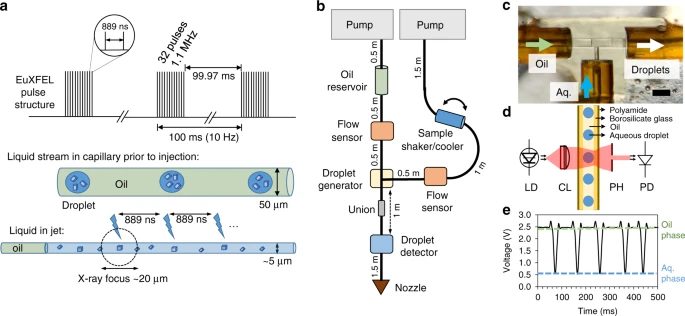 a
889 ns
EuXFEL
pulse
structure
32 pulses
1.1 MHz
99.97 ms
100 ms (10 Hz)
Liquid stream in capillary prior to injection:
Oil
Droplet
50 µm
Liquid in jet:
889 ns
889 ns
...
oil
~5 µm
X-ray focus ~20 µm
b
Pump
Pump
0.5 m
1.5 m
Oil
reservoir
0.5 m
Flow
sensor
Sample
shaker/cooler
0.5 m
1 m
Droplet
generator
0.5 m
Flow
sensor
Union
1 m
Droplet
detector
1.5 m
Nozzle
c
Oil
Aq.
Droplets
d
Polyamide
Borosilicate glass
Oil
Aqueous droplet
LD
CL
PH
PD
e
Voltage (V)
3.0
2.5
2.0
1.5
1.0
0.5
0.0
Oil
phase
Aq.
phase
0
100
200
300
400
500
Time (ms)